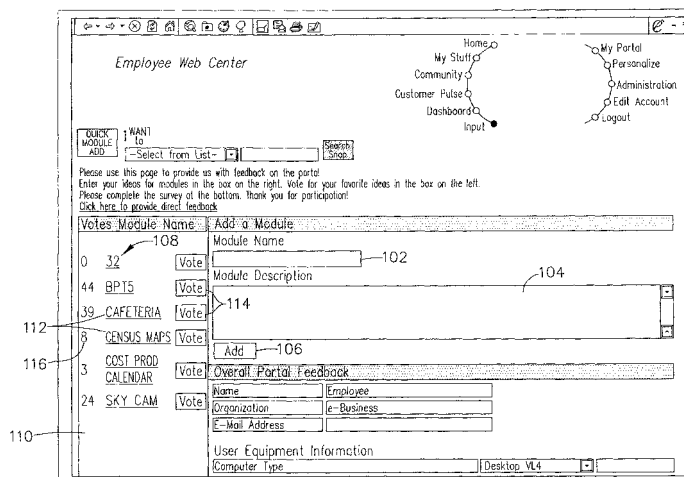 Employee Web Center
Home
My Stuff
Community
Customer Pulse
Dashboard
Input
My Portal
Personalize
Administration
Edit Account
Logout
QUICK MODULE ADD
I WANT
to
-Select from List-
Search
Snap
Please use this page to provide us with feedback on the portal
Enter your ideas for modules in the box on the right. Vote for your favorite ideas in the box on the left.
Please complete the survey at the bottom. Thank you for participation!
Click here to provide direct feedback
Votes Module Name
Add a Module
108
0 32 Vote
44 BPT5 Vote
39 CAFETERIA Vote
8 CENSUS MAPS Vote
3 COST PROD CALENDAR Vote
24 SKY CAM Vote
114
112
116
110
Module Name
102
Module Description
104
Add
106
Overall Portal Feedback
Name Employee
Organization e-Business
E-Mail Address
User Equipment Information
Computer Type Desktop VL4